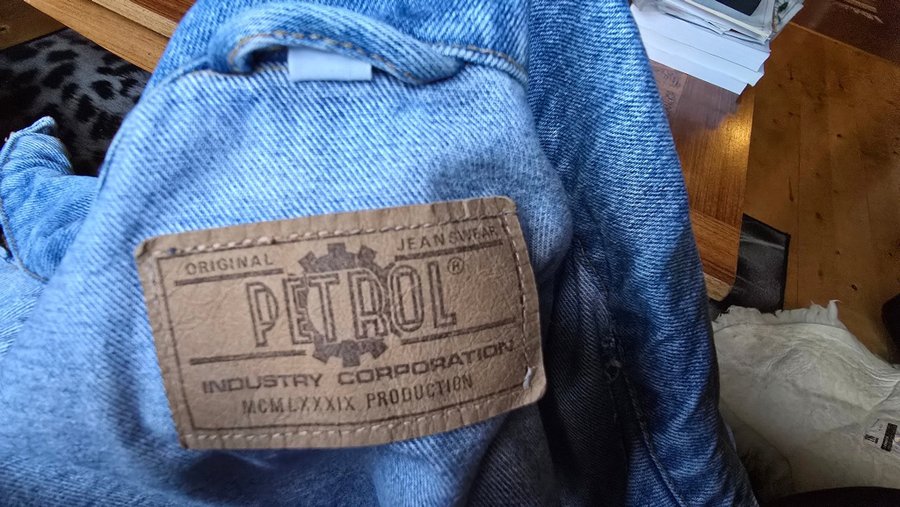 ORIGINAL JEANSWEAR
PETROL®
INDUSTRY CORPORATION
MCMLXXXIX PRODUCTION